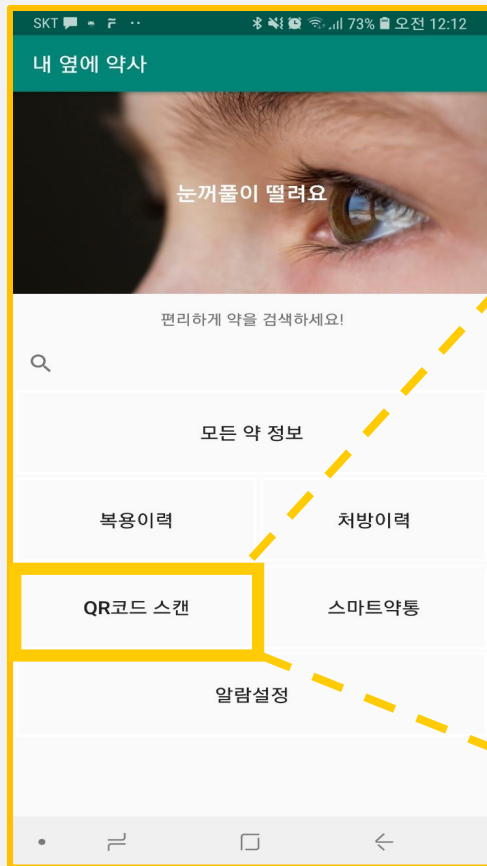 SKT 73% 오전 12:12
내 옆에 약사
눈꺼풀이 떨려요
편리하게 약을 검색하세요!
모든 약 정보
복용이력 처방이력
QR코드 스캔 스마트약통
알람설정